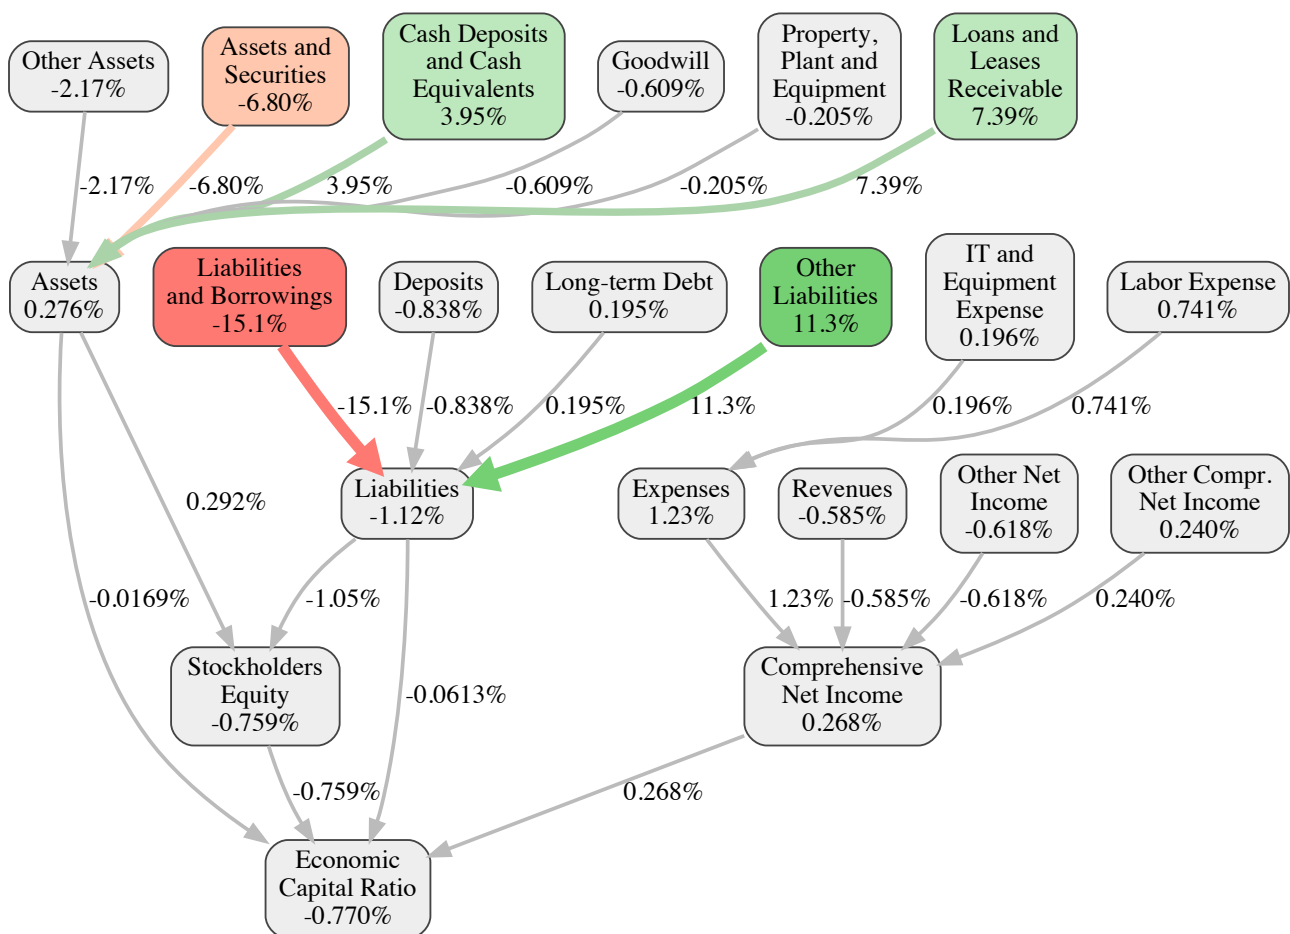 Other Assets
-2.17%
Assets and
Securities
-6.80%
Cash Deposits
and Cash
Equivalents
3.95%
Goodwill
-0.609%
Property,
Plant and
Equipment
-0.205%
Loans and
Leases
Receivable
7.39%
-2.17%
-6.80%
3.95%
-0.609%
-0.205%
7.39%
Assets
0.276%
Liabilities
and Borrowings
-15.1%
Deposits
-0.838%
Long-term Debt
0.195%
Other
Liabilities
11.3%
IT and
Equipment
Expense
0.196%
Labor Expense
0.741%
-15.1%
-0.838%
0.195%
11.3%
0.196%
0.741%
0.292%
Liabilities
-1.12%
Expenses
1.23%
Revenues
-0.585%
Other Net
Income
-0.618%
Other Compr.
Net Income
0.240%
-0.0169%
-1.05%
1.23%
-0.585%
-0.618%
0.240%
Stockholders
Equity
-0.759%
-0.0613%
Comprehensive
Net Income
0.268%
-0.759%
0.268%
Economic
Capital Ratio
-0.770%